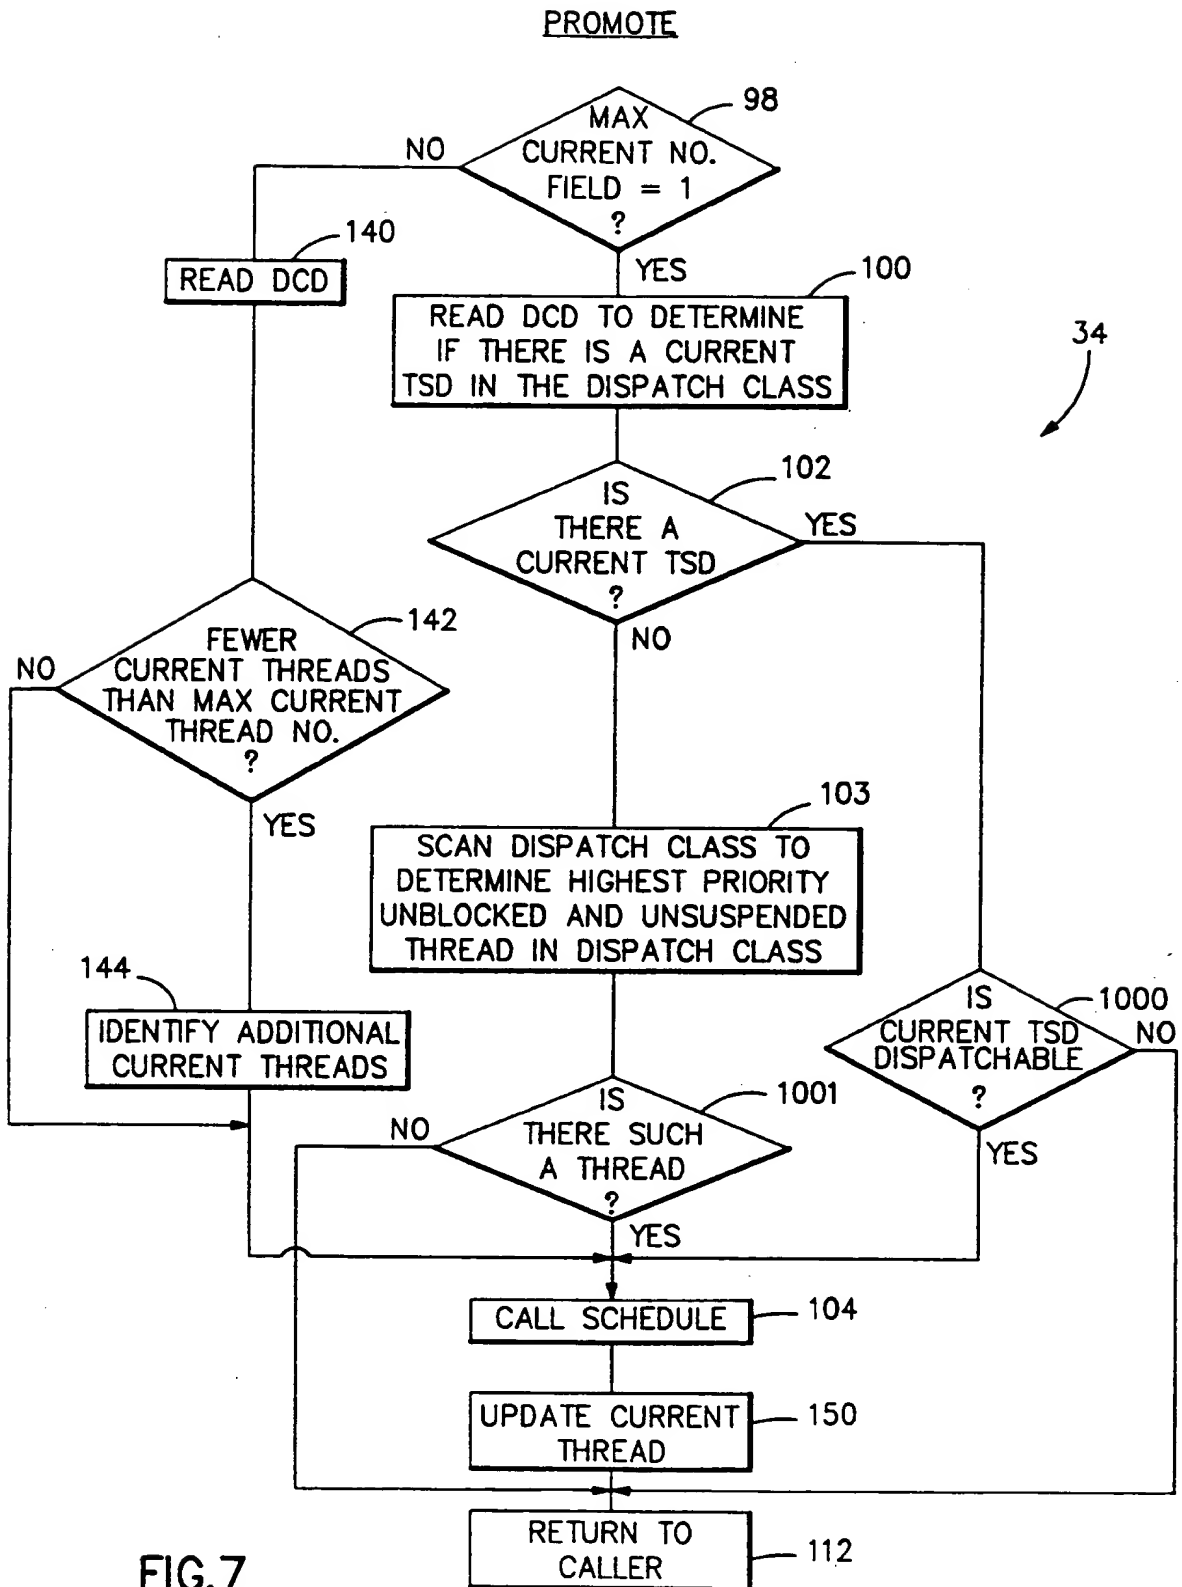 PROMOTE
98
MAX
CURRENT NO.
FIELD = 1
?
NO
YES
140
READ DCD
100
READ DCD TO DETERMINE
IF THERE IS A CURRENT
TSD IN THE DISPATCH CLASS
34
102
IS
THERE A
CURRENT TSD
?
YES
NO
142
FEWER
CURRENT THREADS
THAN MAX CURRENT
THREAD NO.
?
NO
YES
103
SCAN DISPATCH CLASS TO
DETERMINE HIGHEST PRIORITY
UNBLOCKED AND UNSUSPENDED
THREAD IN DISPATCH CLASS
144
IDENTIFY ADDITIONAL
CURRENT THREADS
1000
IS
CURRENT TSD
DISPATCHABLE
?
NO
YES
1001
IS
THERE SUCH
A THREAD
?
NO
YES
CALL SCHEDULE
104
UPDATE CURRENT
THREAD
150
RETURN TO
CALLER
112
FIG.7